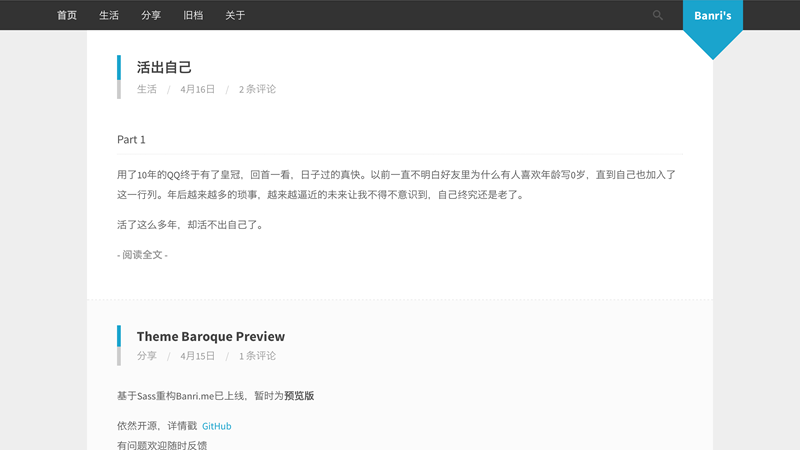 首页 生活 分享 旧档 关于 Banri's
活出自己
生活 / 4月16日 / 2 条评论
Part 1
用了10年的QQ终于有了皇冠，回首一看，日子过的真快。以前一直不明白好友里为什么有人喜欢年龄写0岁，直到自己也加入了
这一行列。年后越来越多的琐事，越来越逼近的未来让我不得不意识到，自己终究还是老了。
活了这么多年，却活不出自己了。
- 阅读全文 -
Theme Baroque Preview
分享 / 4月15日 / 1 条评论
基于Sass重构Banri.me已上线，暂时为预览版
依然开源，详情戳 GitHub
有问题欢迎随时反馈